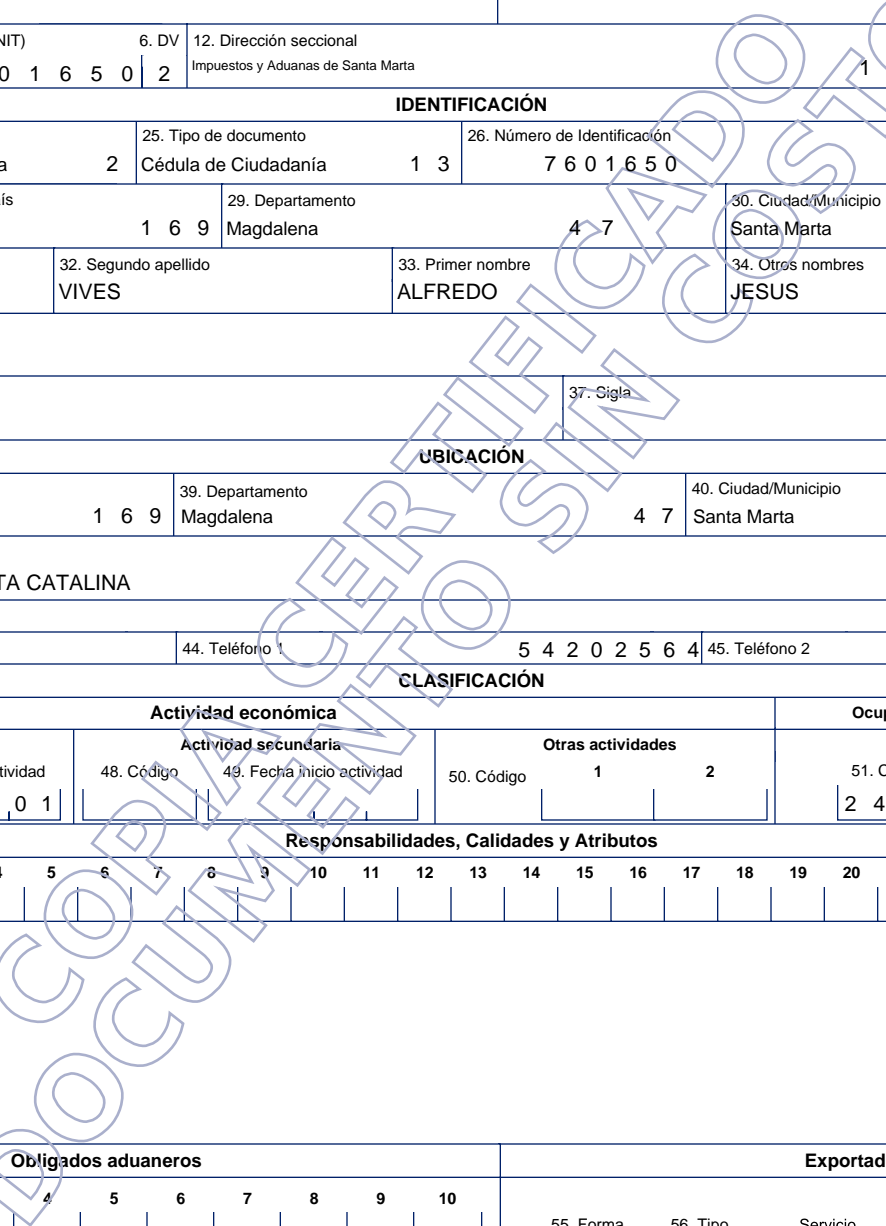 NIT) 6. DV 12. Dirección seccional
0 1 6 5 0 2 Impuestos y Aduanas de Santa Marta 1
IDENTIFICACIÓN
25. Tipo de documento 26. Número de Identificación
a 2 Cédula de Ciudadanía 1 3 7 6 0 1 6 5 0
ís 29. Departamento 30. Ciudad/Municipio
1 6 9 Magdalena 4 7 Santa Marta
32. Segundo apellido 33. Primer nombre 34. Otros nombres
VIVES ALFREDO JESUS
37. Sigla
UBICACIÓN
39. Departamento 40. Ciudad/Municipio
1 6 9 Magdalena 4 7 Santa Marta
TA CATALINA
44. Teléfono 1 5 4 2 0 2 5 6 4 45. Teléfono 2
CLASIFICACIÓN
Actividad económica Ocup
Actividad secundaria Otras actividades
tividad 48. Código 49. Fecha inicio actividad 50. Código 1 2 51. C
0 1 2 4
Responsabilidades, Calidades y Atributos
4 5 6 7 8 9 10 11 12 13 14 15 16 17 18 19 20
Obligados aduaneros Exportad
4 5 6 7 8 9 10
55. Forma 56. Tipo Servicio
COPIA CERTIFICADO
DOCUMENTO SIN COSTO